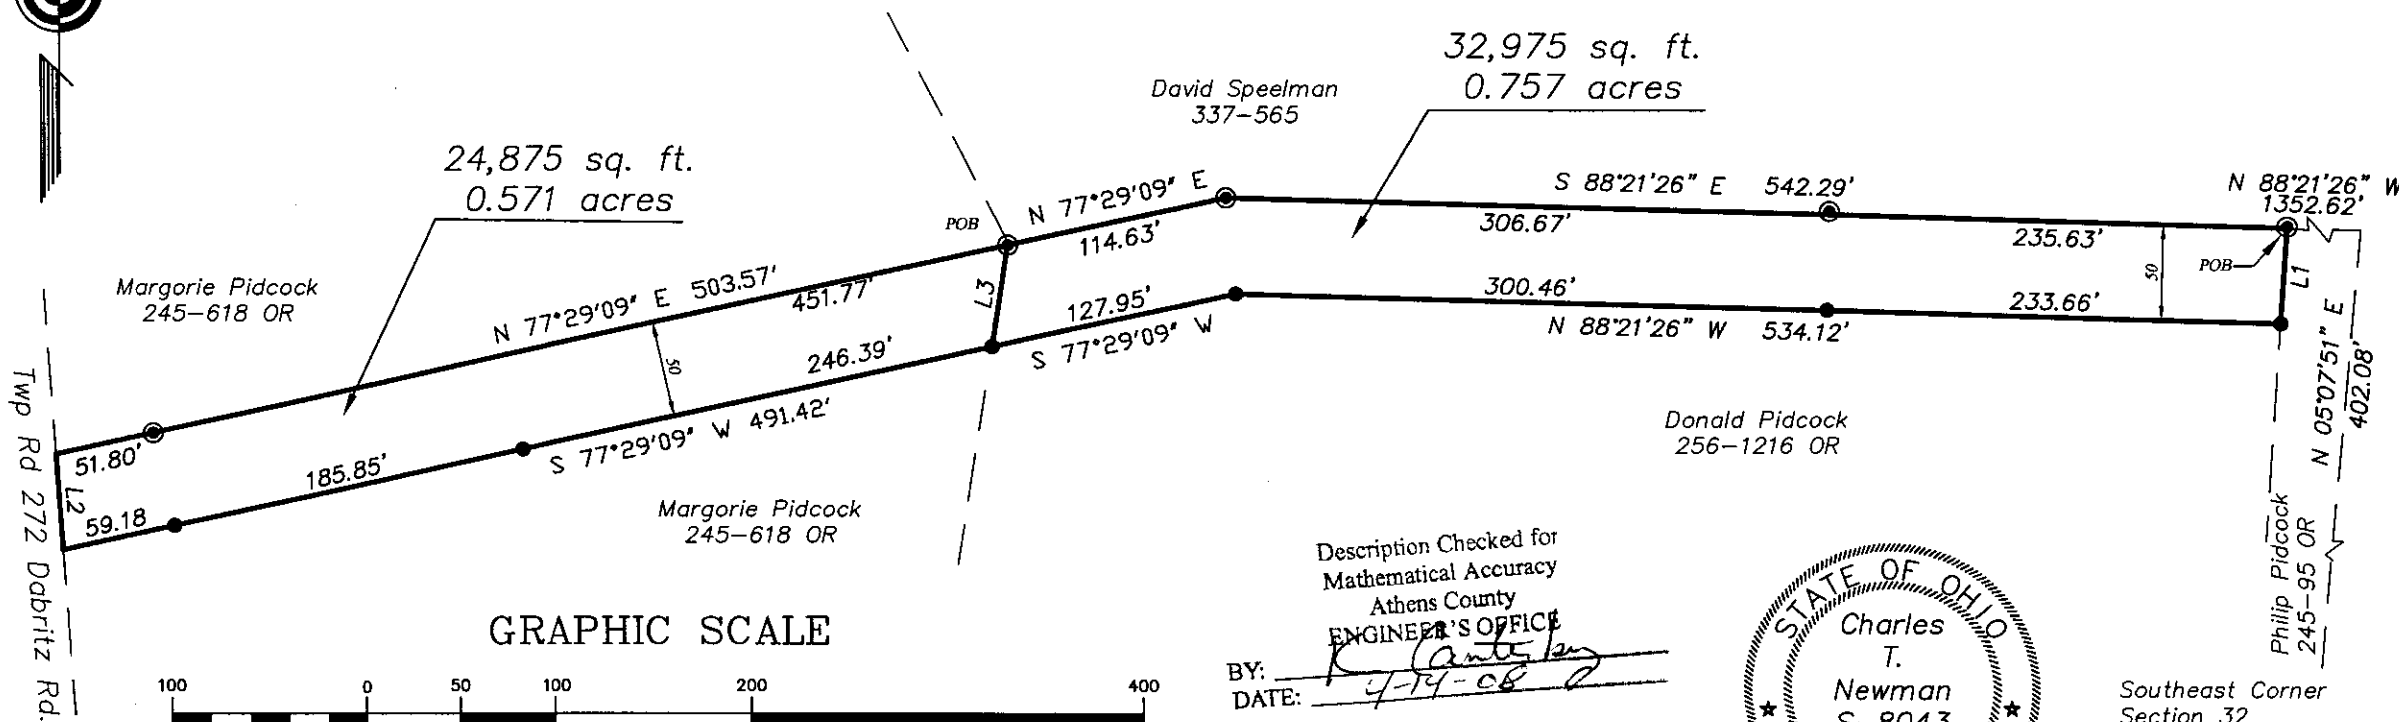 32,975 sq. ft.
0.757 acres
David Speelman
337-565
24,875 sq. ft.
0.571 acres
N 88°21'26" W
1352.62'
S 88°21'26" E 542.29'
306.67'
235.63'
N 77°29'09" E
114.63'
POB
POB
50
L1
Margorie Pidcock
245-618 OR
N 77°29'09" E 503.57'
451.77'
L3
127.95'
S 77°29'09" W
300.46'
233.66'
N 88°21'26" W 534.12'
246.39'
50
S 77°29'09" W 491.42'
51.80'
185.85'
L2
59.18
Twp Rd 272 Dabritz Rd.
Margorie Pidcock
245-618 OR
Donald Pidcock
256-1216 OR
N 05°07'51" E
402.08'
Philip Pidcock
245-95 OR
Description Checked for
Mathematical Accuracy
Athens County
ENGINEER'S OFFICE
BY:
DATE: 4-14-08
GRAPHIC SCALE
100 0 50 100 200 400
STATE OF OHIO
Charles
T.
Newman
S-8043
Southeast Corner
Section 32